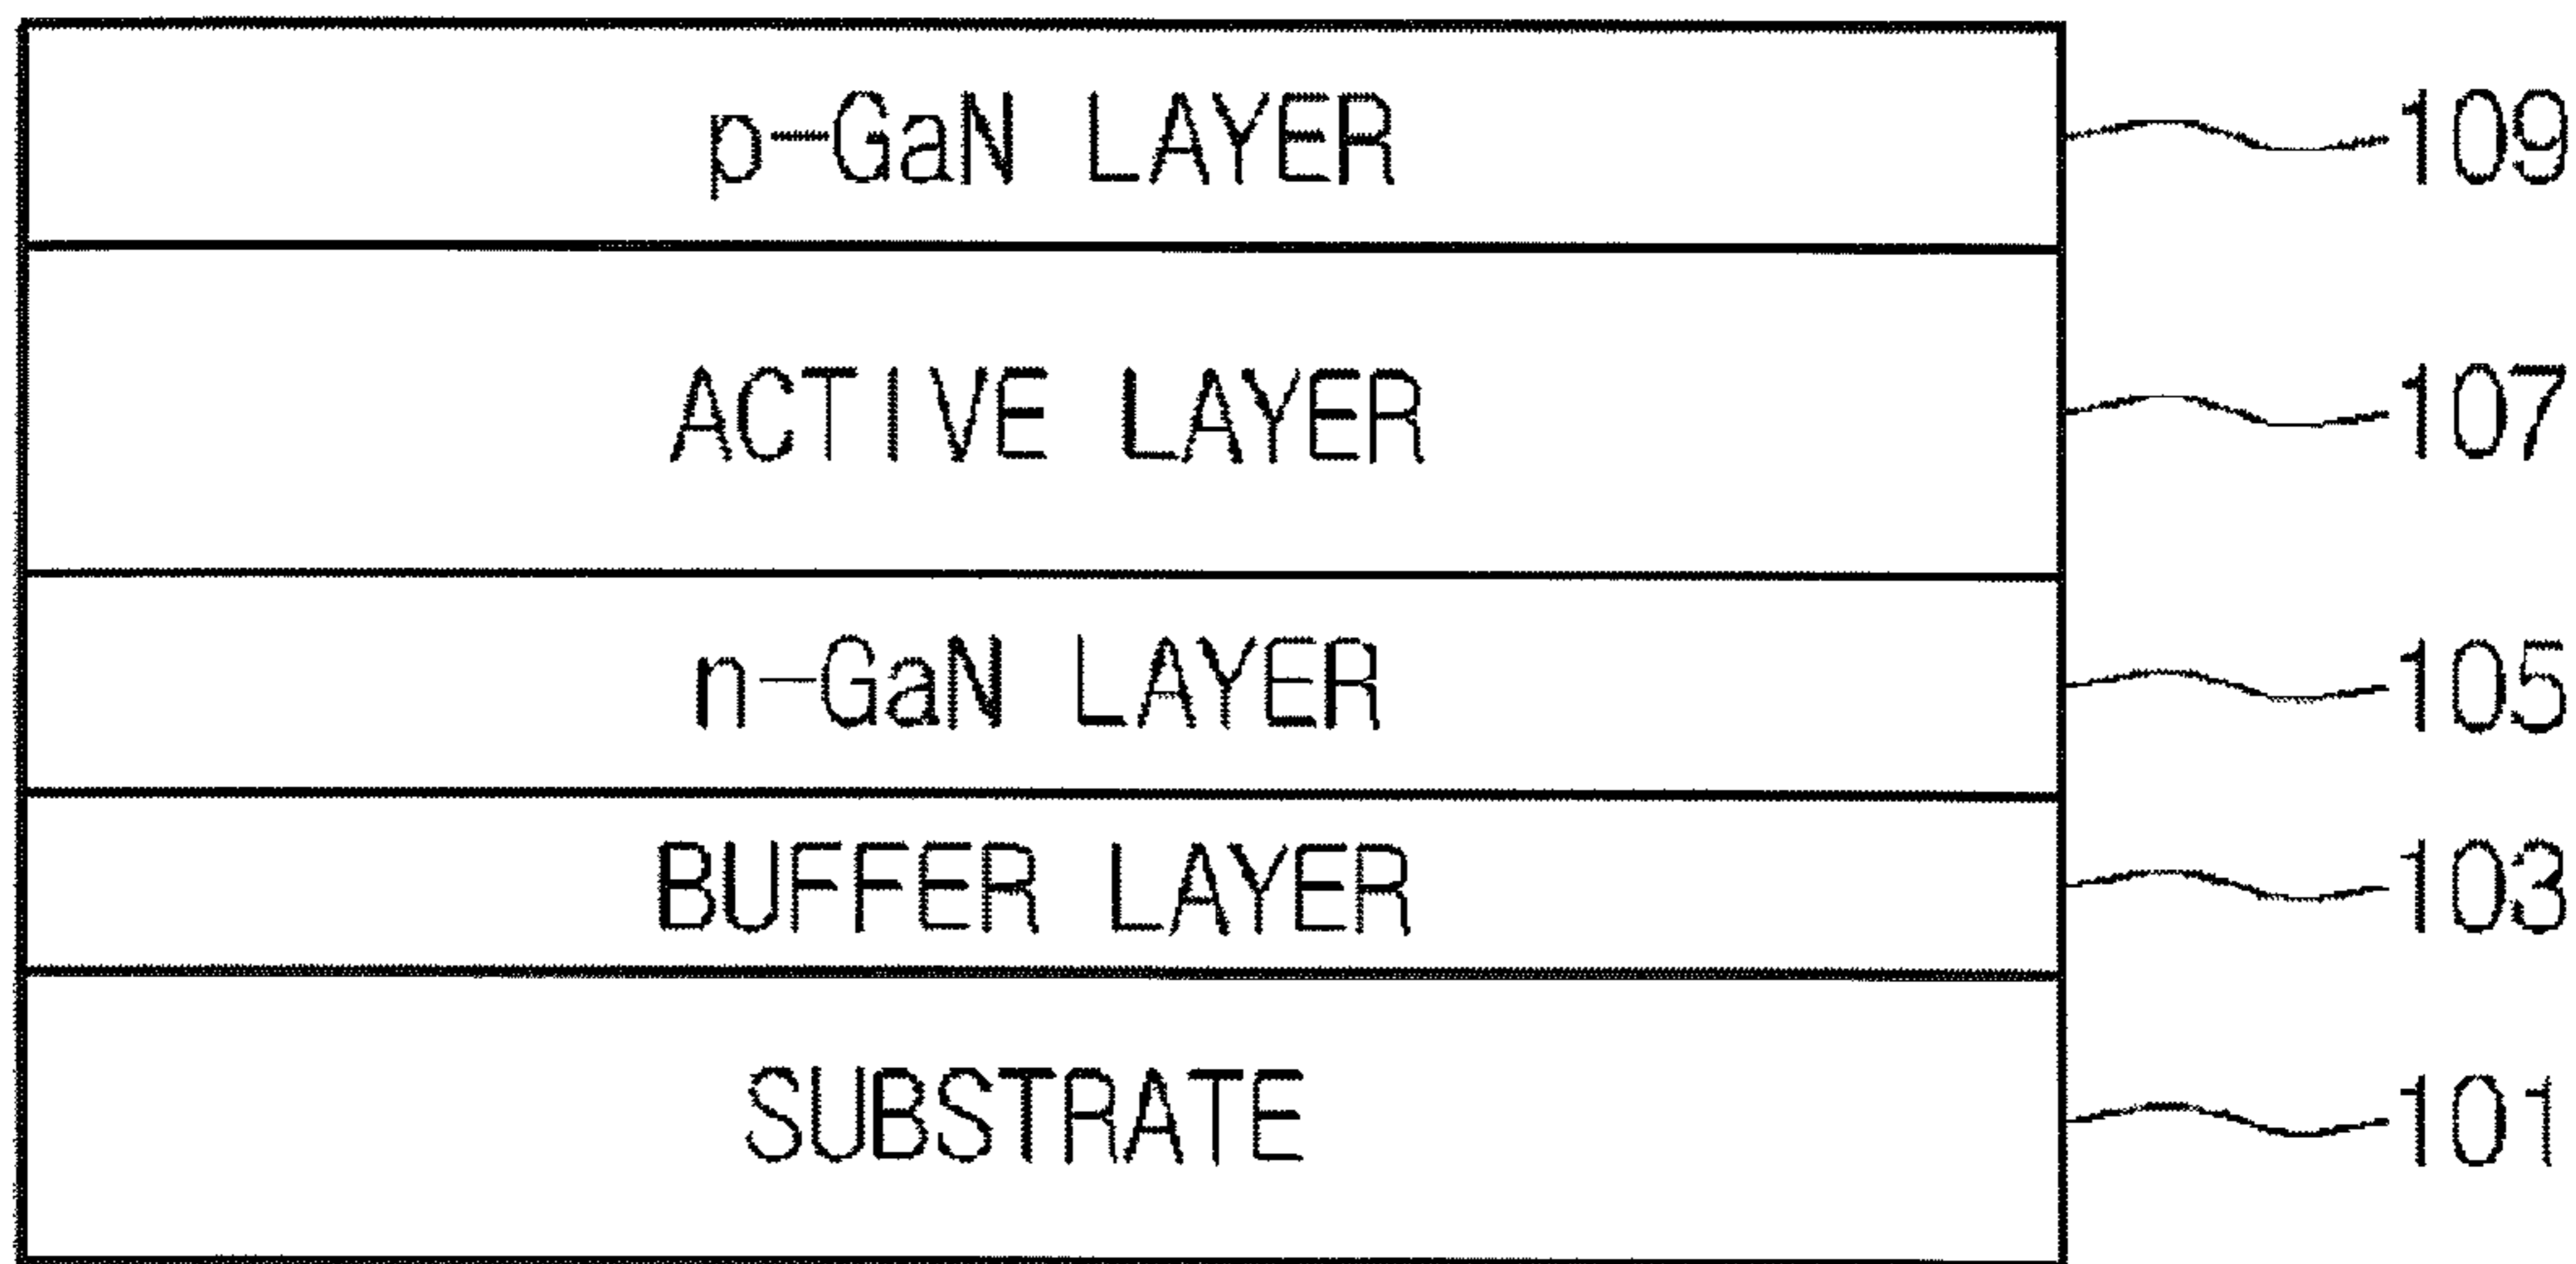 p-GaN LAYER 109
ACTIVE LAYER 107
n-GaN LAYER 105
BUFFER LAYER 103
SUBSTRATE 101